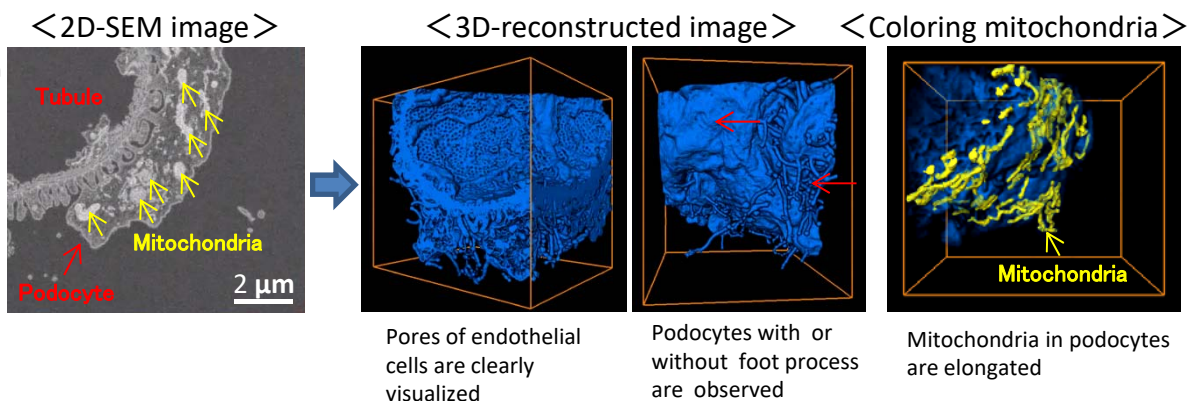 ＜2D-SEM image＞
＜3D-reconstructed image＞
＜Coloring mitochondria＞
Tubule
Mitochondria
Podocyte
2 μm
Mitochondria
Pores of endothelial
cells are clearly
visualized
Podocytes with or
without foot process
are observed
Mitochondria in podocytes
are elongated